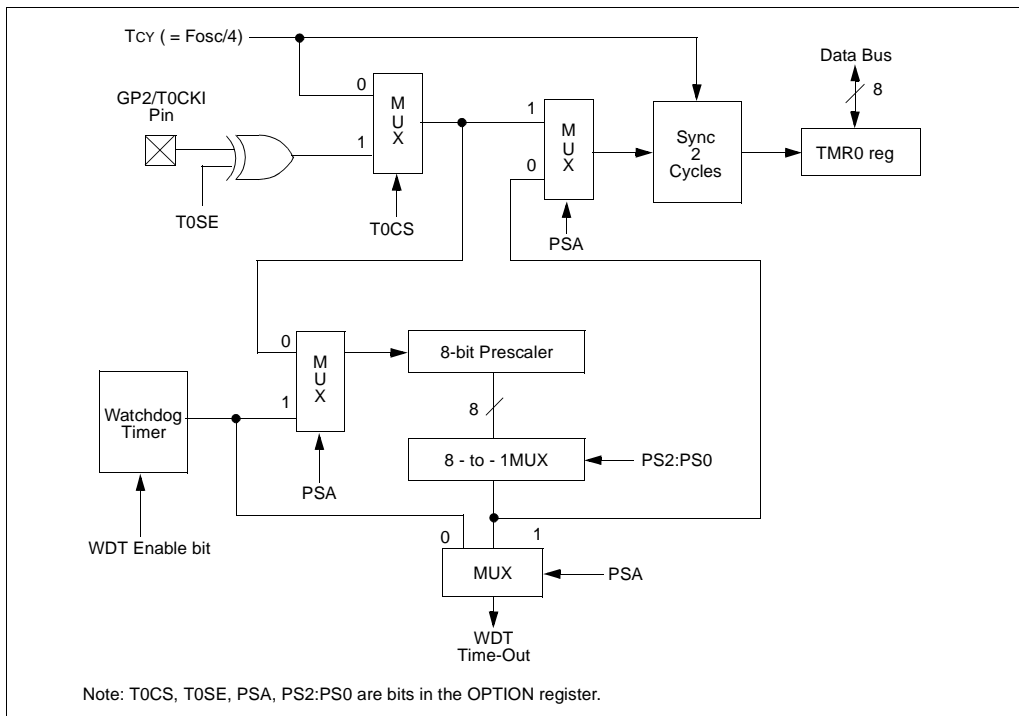 TCY ( = Fosc/4)
Data Bus
8
GP2/T0CKI
Pin
0
1
MUX
T0SE
T0CS
1
0
MUX
PSA
Sync
2
Cycles
TMR0 reg
0
1
MUX
PSA
8-bit Prescaler
8
8 - to - 1MUX
PS2:PS0
Watchdog
Timer
WDT Enable bit
0
1
MUX
PSA
WDT
Time-Out
Note: T0CS, T0SE, PSA, PS2:PS0 are bits in the OPTION register.